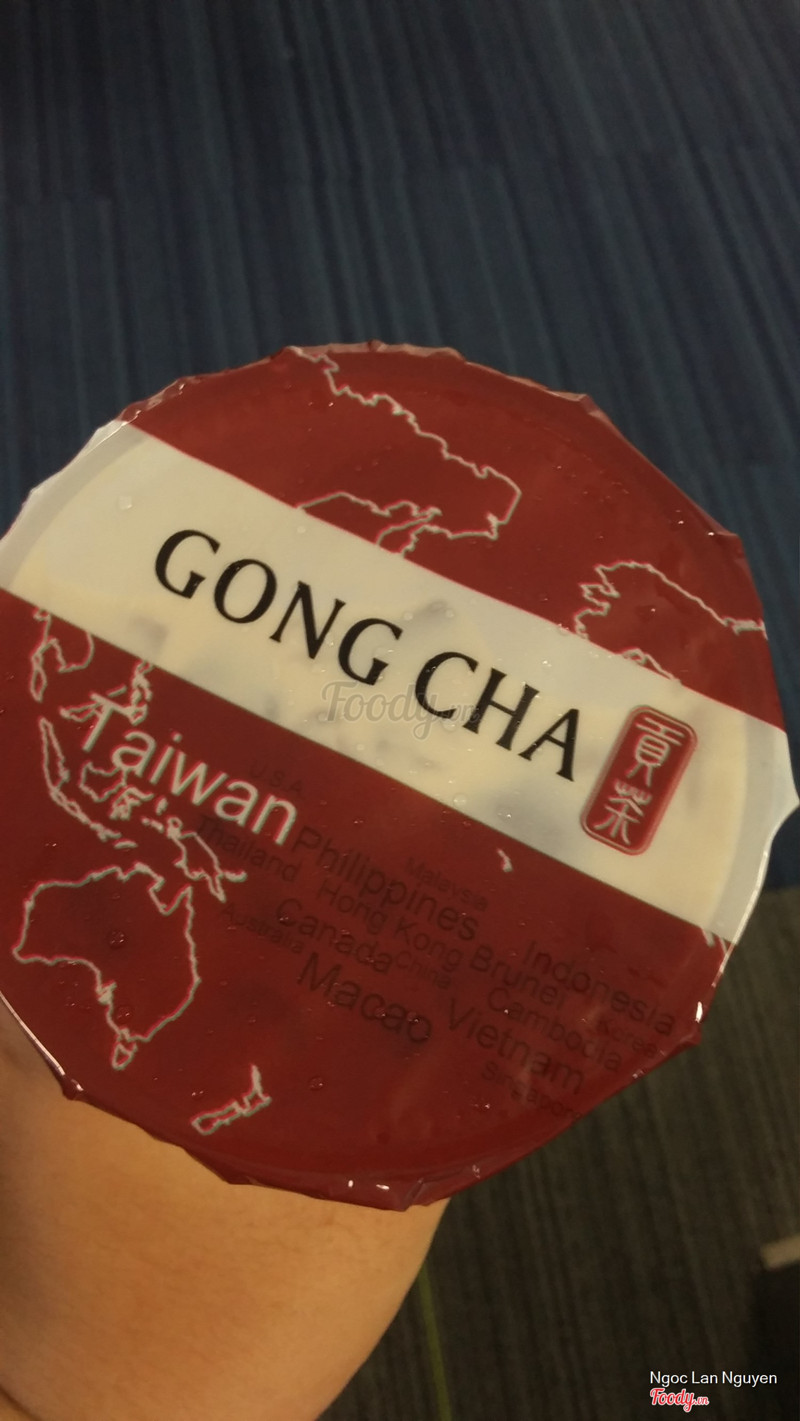 GONG CHA
貢茶
Taiwan
U.S.A
Thailand
Philippines
Malaysia
Hong Kong
Canada
Australia
China
Brunei
Indonesia
Macao
Cambodia
Korea
Vietnam
Singapore
Foody.vn
Ngoc Lan Nguyen
Foody.vn